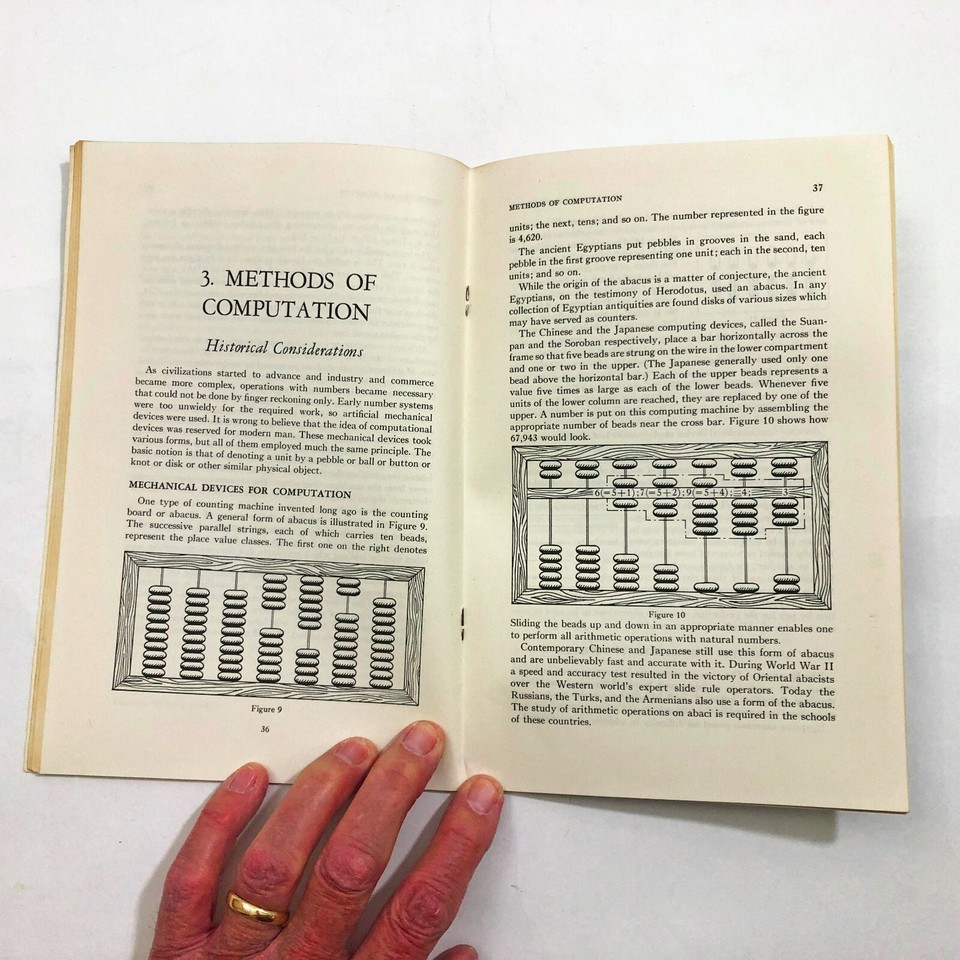 3. METHODS OF
COMPUTATION
Historical Considerations
As civilizations started to advance and industry and commerce
became more complex, operations with numbers became necessary
that could not be done by finger reckoning only. Early number systems
were too unwieldy for the required work, so artificial mechanical
devices were used. It is wrong to believe that the idea of computational
devices was reserved for modern man. These mechanical devices took
various forms, but all of them employed much the same principle. The
basic notion is that of denoting a unit by a pebble or ball or button or
knot or disk or other similar physical object.
MECHANICAL DEVICES FOR COMPUTATION
One type of counting machine invented long ago is the counting
board or abacus. A general form of abacus is illustrated in Figure 9.
The successive parallel strings, each of which carries ten beads,
represent the place value classes. The first one on the right denotes
Figure 9
36
METHODS OF COMPUTATION 37
units; the next, tens; and so on. The number represented in the figure
is 4,620.
The ancient Egyptians put pebbles in grooves in the sand, each
pebble in the first groove representing one unit; each in the second, ten
units; and so on.
While the origin of the abacus is a matter of conjecture, the ancient
Egyptians, on the testimony of Herodotus, used an abacus. In any
collection of Egyptian antiquities are found disks of various sizes which
may have served as counters.
The Chinese and the Japanese computing devices, called the Suan-
pan and the Soroban respectively, place a bar horizontally across the
frame so that five beads are strung on the wire in the lower compartment
and one or two in the upper. (The Japanese generally used only one
bead above the horizontal bar.) Each of the upper beads represents a
value five times as large as each of the lower beads. Whenever five
units of the lower column are reached, they are replaced by one of the
upper. A number is put on this computing machine by assembling the
appropriate number of beads near the cross bar. Figure 10 shows how
67,943 would look.
6(=5+1);7(=5+2);9(=5+4); 4; 3
Figure 10
Sliding the beads up and down in an appropriate manner enables one
to perform all arithmetic operations with natural numbers.
Contemporary Chinese and Japanese still use this form of abacus
and are unbelievably fast and accurate with it. During World War II
a speed and accuracy test resulted in the victory of Oriental abacists
over the Western world's expert slide rule operators. Today the
Russians, the Turks, and the Armenians also use a form of the abacus.
The study of arithmetic operations on abaci is required in the schools
of these countries.